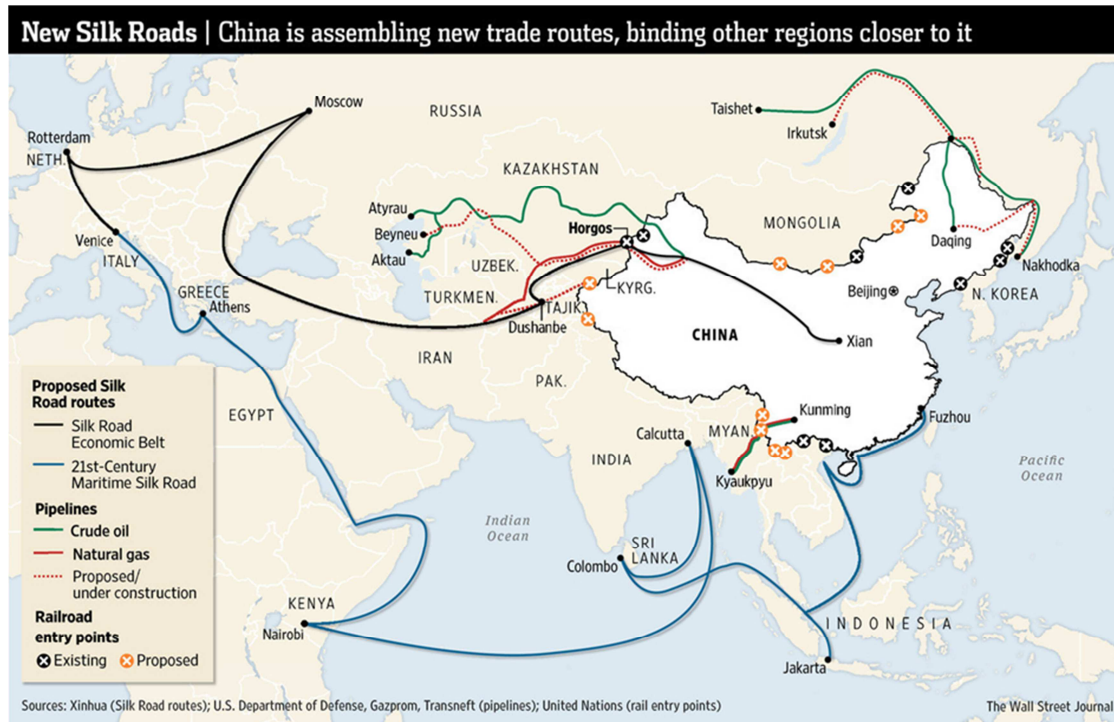 New Silk Roads | China is assembling new trade routes, binding other regions closer to it
Moscow
RUSSIA
Taishet
Irkutsk
Rotterdam
NETH.
KAZAKHSTAN
Atyrau
MONGOLIA
Beyneu
Horgos
Daqing
Venice
Aktau
ITALY
UZBEK.
Nakhodka
KYRG.
GREECE
TURKMEN.
Beijing
N. KOREA
Athens
TAJIK.
Dushanbe
CHINA
Xian
IRAN
PAK.
Proposed Silk
Road routes
Silk Road
Economic Belt
21st-Century
Maritime Silk Road
Pipelines
Crude oil
Natural gas
Proposed/
under construction
Railroad
entry points
Existing
Proposed
EGYPT
Kunming
Fuzhou
Calcutta
MYAN.
INDIA
Kyaukpyu
Pacific
Ocean
Indian
Ocean
SRI
LANKA
Colombo
KENYA
Nairobi
INDONESIA
Jakarta
Sources: Xinhua (Silk Road routes); U.S. Department of Defense, Gazprom, Transneft (pipelines); United Nations (rail entry points)
The Wall Street Journal